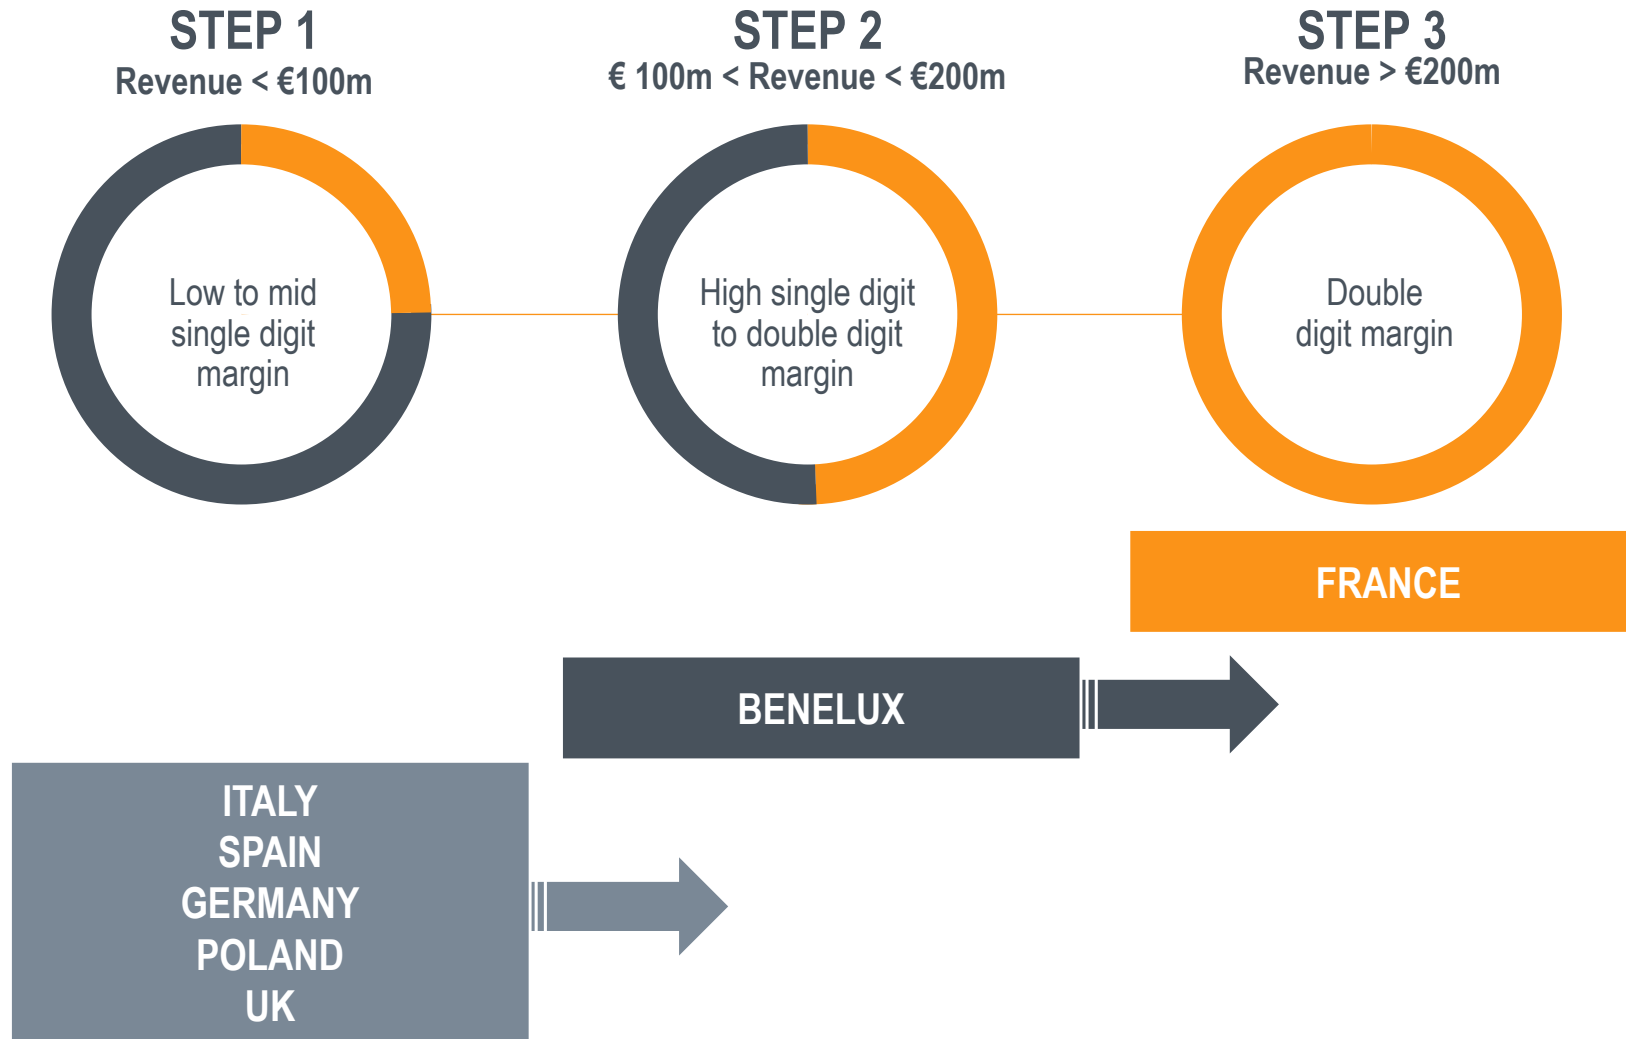 STEP 1
Revenue < €100m
Low to mid
single digit
margin
STEP 2
€ 100m < Revenue < €200m
High single digit
to double digit
margin
STEP 3
Revenue > €200m
Double
digit margin
FRANCE
BENELUX
ITALY
SPAIN
GERMANY
POLAND
UK